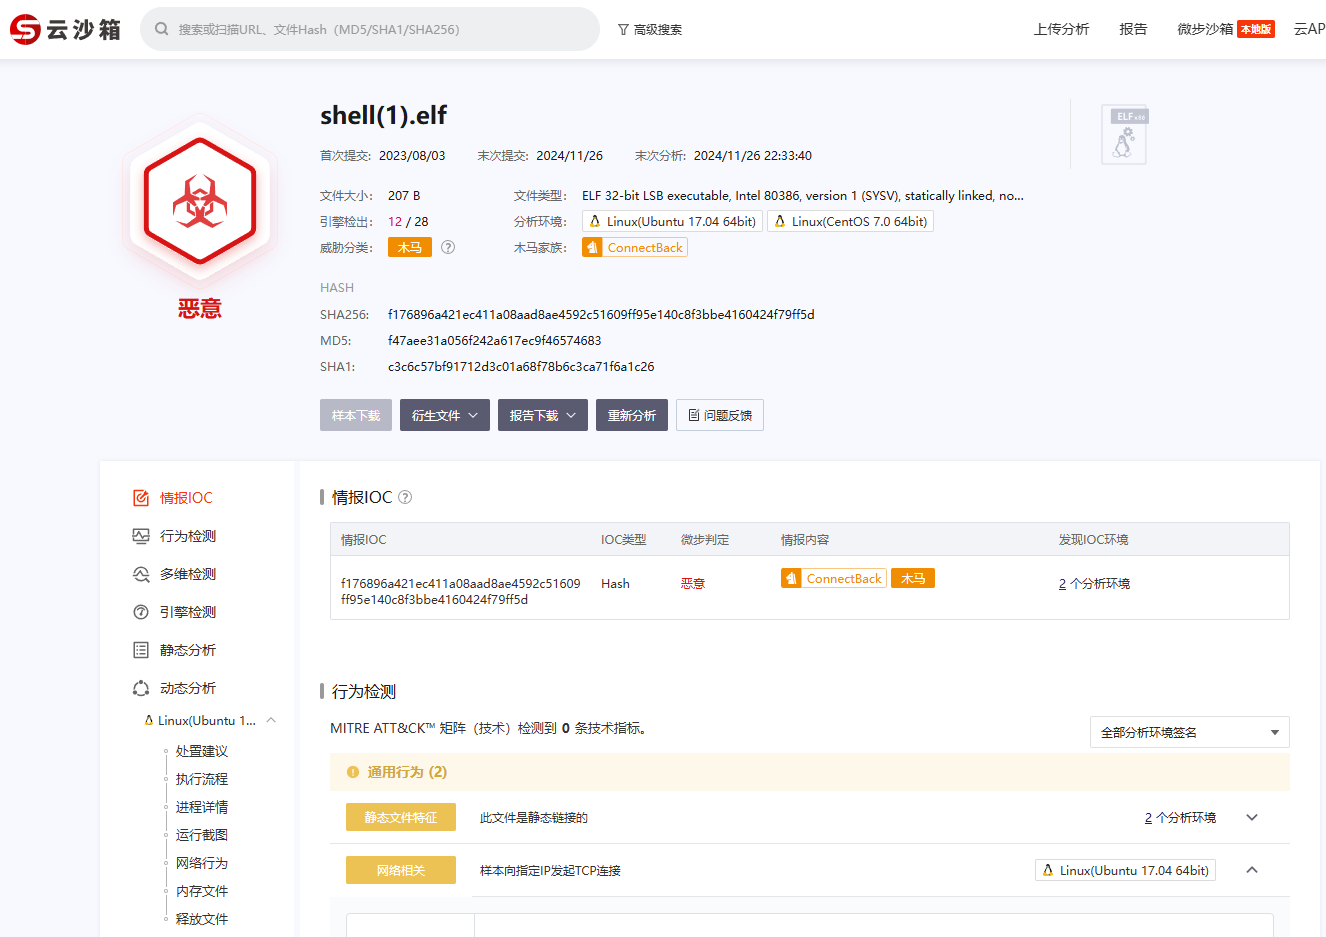 云沙箱
搜索或扫描URL、文件Hash（MD5/SHA1/SHA256）
高级搜索
上传分析
报告
微步沙箱 本地版
云AP
shell(1).elf
首次提交: 2023/08/03 末次提交: 2024/11/26 末次分析: 2024/11/26 22:33:40
ELF x86
文件大小: 207 B 文件类型: ELF 32-bit LSB executable, Intel 80386, version 1 (SYSV), statically linked, no...
引擎检出: 12 / 28 分析环境: Linux(Ubuntu 17.04 64bit) Linux(CentOS 7.0 64bit)
威胁分类: 木马 ? 木马家族: ConnectBack
恶意
HASH
SHA256: f176896a421ec411a08aad8ae4592c51609ff95e140c8f3bbe4160424f79ff5d
MD5: f47aee31a056f242a617ec9f46574683
SHA1: c3c6c57bf91712d3c01a68f78b6c3ca71f6a1c26
样本下载 衍生文件 报告下载 重新分析 问题反馈
情报IOC
行为检测
多维检测
引擎检测
静态分析
动态分析
Linux(Ubuntu 1...
处置建议
执行流程
进程详情
运行截图
网络行为
内存文件
释放文件
情报IOC ?
情报IOC IOC类型 微步判定 情报内容 发现IOC环境
f176896a421ec411a08aad8ae4592c51609 Hash 恶意 ConnectBack 木马 2 个分析环境
ff95e140c8f3bbe4160424f79ff5d
行为检测
MITRE ATT&CK™ 矩阵（技术）检测到 0 条技术指标。
全部分析环境签名
通用行为 (2)
静态文件特征 此文件是静态链接的 2 个分析环境
网络相关 样本向指定IP发起TCP连接 Linux(Ubuntu 17.04 64bit)